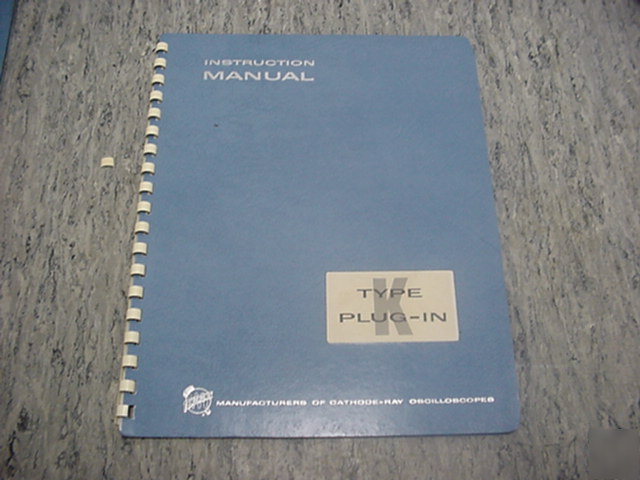 INSTRUCTION
MANUAL
K
TYPE
PLUG-IN
MANUFACTURERS OF CATHODE-RAY OSCILLOSCOPES